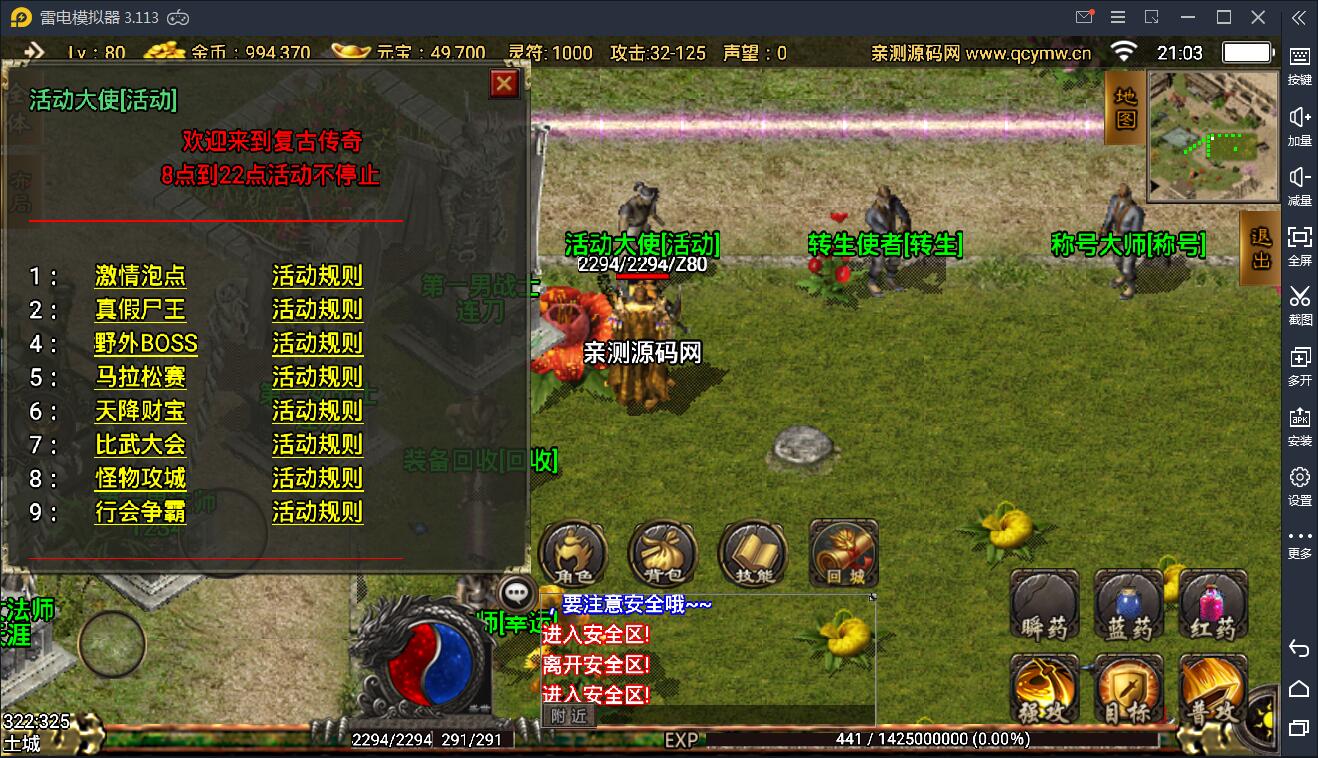 雷电模拟器 3.113
Lv：80 金币：994,370 元宝：49,700 灵符: 1000 攻击:32-125 声望：0 亲测源码网 www.qcymw.cn 21:03
活动大使[活动]
欢迎来到复古传奇
8点到22点活动不停止
1： 激情泡点 活动规则
2： 真假尸王 活动规则
4： 野外BOSS 活动规则
5： 马拉松赛 活动规则
6： 天降财宝 活动规则
7： 比武大会 活动规则
8： 怪物攻城 活动规则
9： 行会争霸 活动规则
第一男战士
连刀
装备回收[回收]
活动大使[活动]
2294/2294/Z80
亲测源码网
转生使者[转生]
称号大师[称号]
地图
退出
按键
加量
减量
全屏
截图
多开
安装
设置
更多
角色
背包
技能
回城
要注意安全哦~~
进入安全区!
离开安全区!
进入安全区!
附近
师[幸运]
法师
涯
瞬药
蓝药
红药
强攻
目标
普攻
322:325
土城
2294/2294 291/291
EXP 441 / 1425000000 (0.00%)